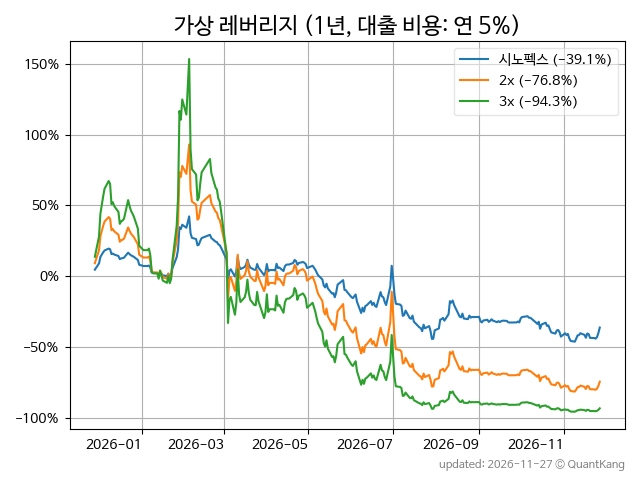 가상 레버리지 (1년, 대출 비용: 연 5%)
시노펙스 (-39.1%)
2x (-76.8%)
3x (-94.3%)
150%
100%
50%
0%
−50%
−100%
2026-01 2026-03 2026-05 2026-07 2026-09 2026-11
updated: 2026-11-27 © QuantKang